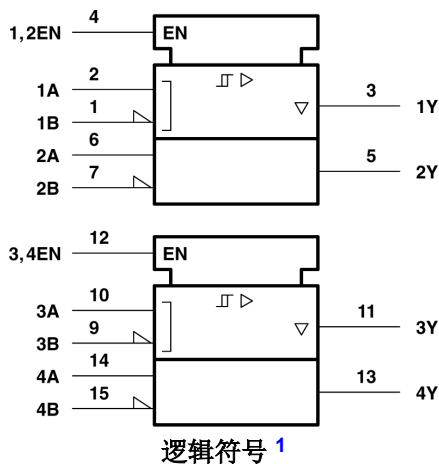 4
1,2EN EN
2
1A 3
1 1Y
1B
6
2A 5
7 2Y
2B
12
3,4EN EN
10
3A 11
9 3Y
3B
14
4A 13
15 4Y
4B
逻辑符号 1